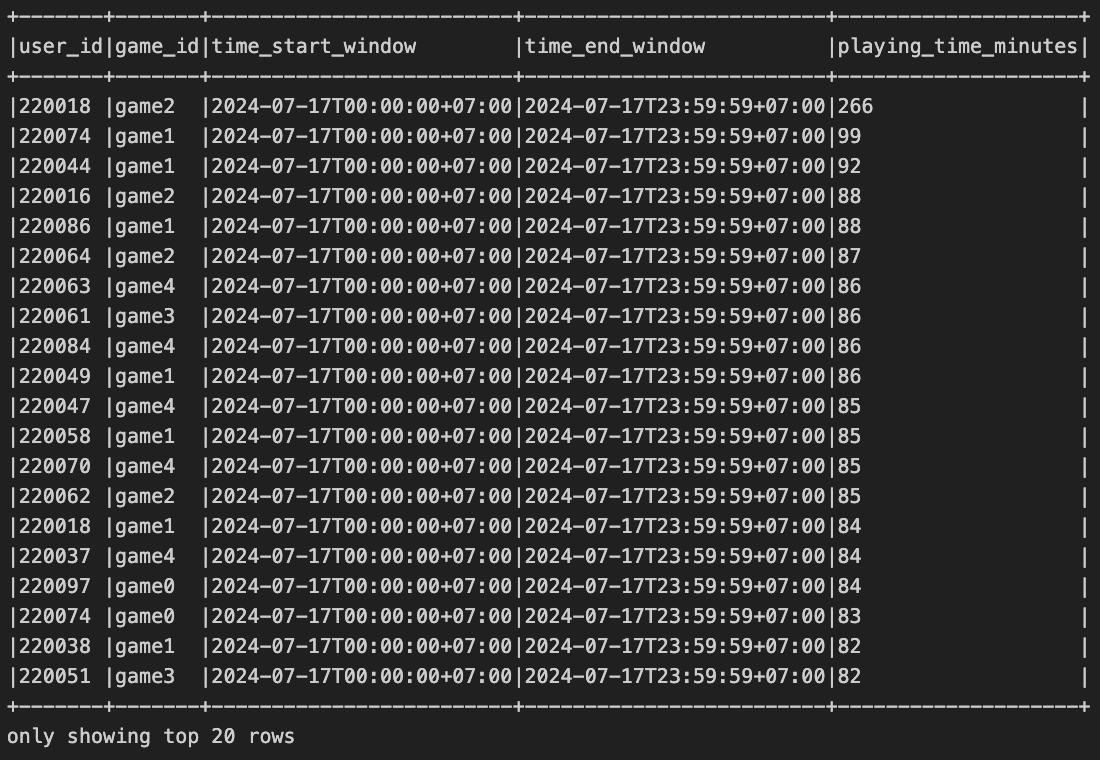 +-------+-------+-------------------------+-------------------------+--------------------+
|user_id|game_id|time_start_window        |time_end_window          |playing_time_minutes|
+-------+-------+-------------------------+-------------------------+--------------------+
|220018 |game2  |2024-07-17T00:00:00+07:00|2024-07-17T23:59:59+07:00|266                 |
|220074 |game1  |2024-07-17T00:00:00+07:00|2024-07-17T23:59:59+07:00|99                  |
|220044 |game1  |2024-07-17T00:00:00+07:00|2024-07-17T23:59:59+07:00|92                  |
|220016 |game2  |2024-07-17T00:00:00+07:00|2024-07-17T23:59:59+07:00|88                  |
|220086 |game1  |2024-07-17T00:00:00+07:00|2024-07-17T23:59:59+07:00|88                  |
|220064 |game2  |2024-07-17T00:00:00+07:00|2024-07-17T23:59:59+07:00|87                  |
|220063 |game4  |2024-07-17T00:00:00+07:00|2024-07-17T23:59:59+07:00|86                  |
|220061 |game3  |2024-07-17T00:00:00+07:00|2024-07-17T23:59:59+07:00|86                  |
|220084 |game4  |2024-07-17T00:00:00+07:00|2024-07-17T23:59:59+07:00|86                  |
|220049 |game1  |2024-07-17T00:00:00+07:00|2024-07-17T23:59:59+07:00|86                  |
|220047 |game4  |2024-07-17T00:00:00+07:00|2024-07-17T23:59:59+07:00|85                  |
|220058 |game1  |2024-07-17T00:00:00+07:00|2024-07-17T23:59:59+07:00|85                  |
|220070 |game4  |2024-07-17T00:00:00+07:00|2024-07-17T23:59:59+07:00|85                  |
|220062 |game2  |2024-07-17T00:00:00+07:00|2024-07-17T23:59:59+07:00|85                  |
|220018 |game1  |2024-07-17T00:00:00+07:00|2024-07-17T23:59:59+07:00|84                  |
|220037 |game4  |2024-07-17T00:00:00+07:00|2024-07-17T23:59:59+07:00|84                  |
|220097 |game0  |2024-07-17T00:00:00+07:00|2024-07-17T23:59:59+07:00|84                  |
|220074 |game0  |2024-07-17T00:00:00+07:00|2024-07-17T23:59:59+07:00|83                  |
|220038 |game1  |2024-07-17T00:00:00+07:00|2024-07-17T23:59:59+07:00|82                  |
|220051 |game3  |2024-07-17T00:00:00+07:00|2024-07-17T23:59:59+07:00|82                  |
+-------+-------+-------------------------+-------------------------+--------------------+
only showing top 20 rows